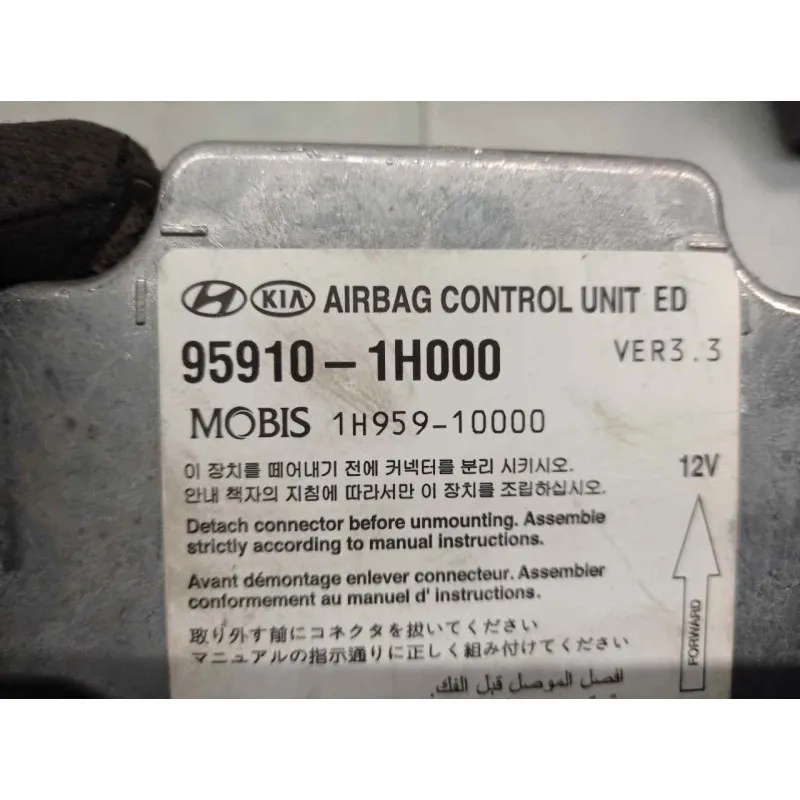 KIA AIRBAG CONTROL UNIT ED
95910-1H000 VER3.3
MOBIS 1H959-10000
이 장치를 떼어내기 전에 커넥터를 분리 시키시오. 12V
안내 책자의 지침에 따라서만 이 장치를 조립하십시오.
Detach connector before unmounting. Assemble
strictly according to manual instructions.
Avant démontage enlever connecteur. Assembler
conformement au manuel d' instructions.
FORWARD
取り外す前にコネクタを抜いてください
マニュアルの指示通りに正しく組み付けてください
افصل الموصل قبل الفك.